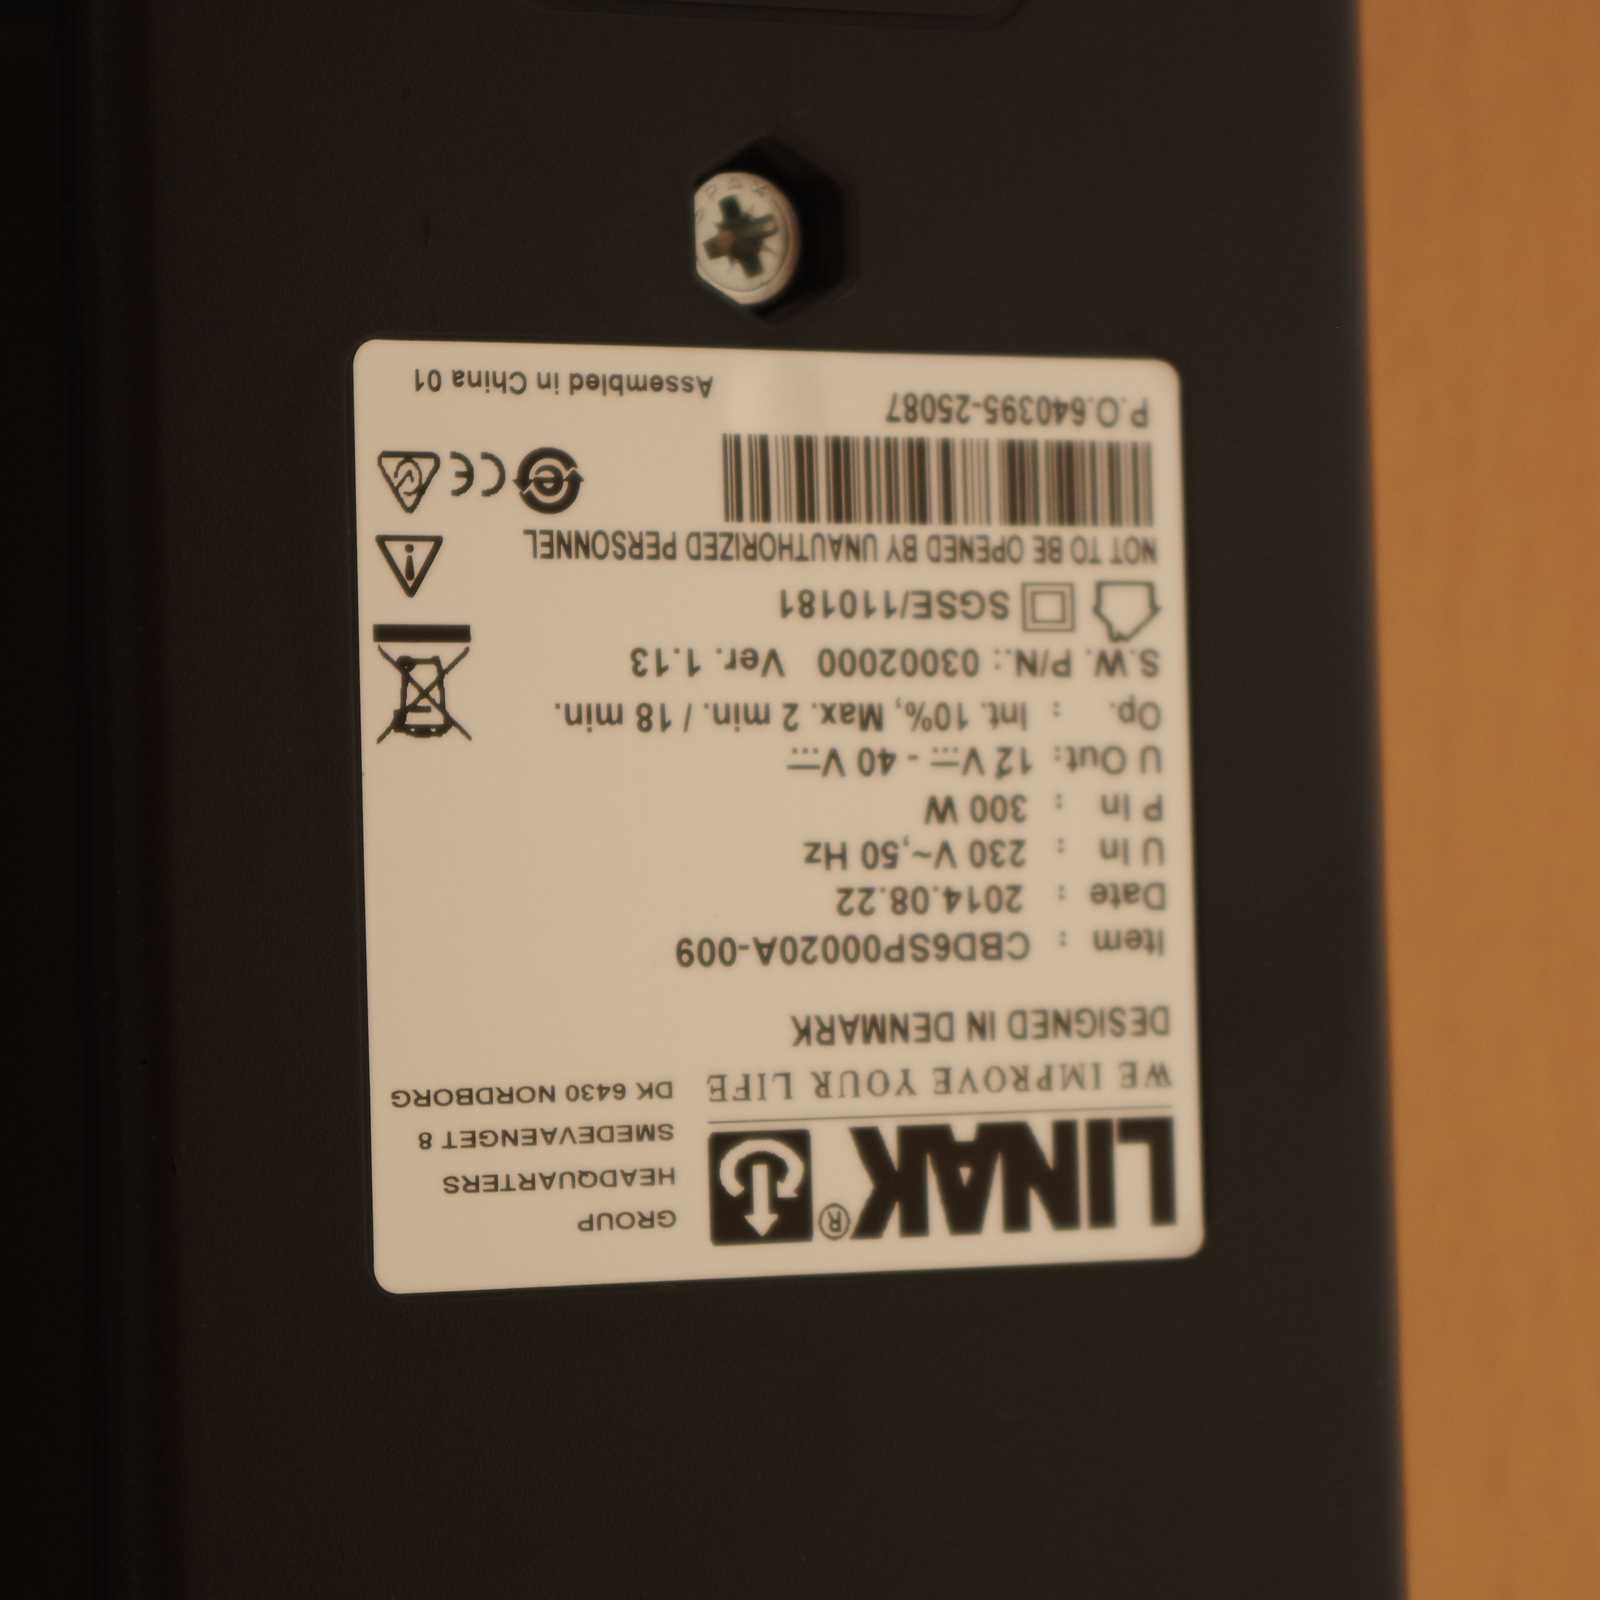 LINAK®
WE IMPROVE YOUR LIFE
DESIGNED IN DENMARK
GROUP
HEADQUARTERS
SMEDEVAENGET 8
DK 6430 NORDBORG
Item : CBD6SP00020A-009
Date : 2014.08.22
U In : 230 V~,50 Hz
P In : 300 W
U Out: 12 V⎓ - 40 V⎓
Op. : Int. 10%, Max. 2 min. / 18 min.
S.W. P/N.: 03002000 Ver. 1.13
SGSE/110181
NOT TO BE OPENED BY UNAUTHORIZED PERSONNEL
e CE
P.O.640395-25087
Assembled in China 01